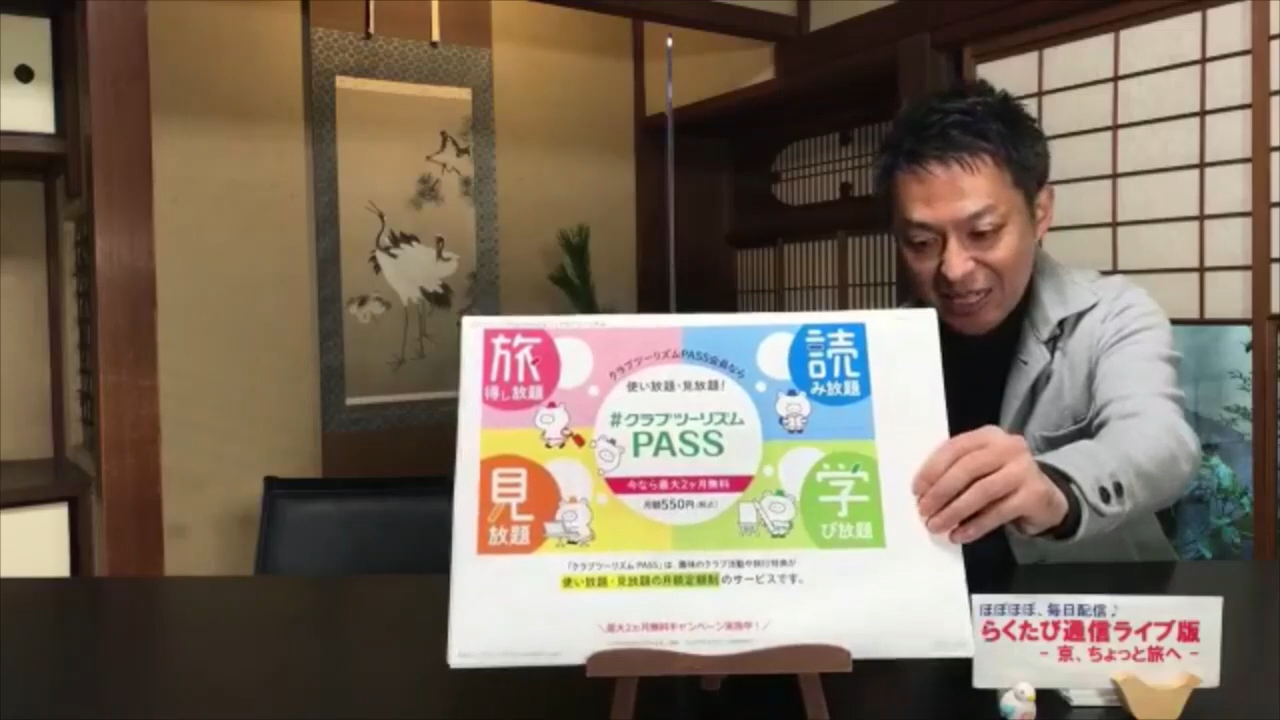 旅
得し放題
読
み放題
クラブツーリズムPASS会員なら
使い放題・見放題！
#クラブツーリズム
PASS
今なら最大2ヶ月無料
月額550円(税込)
見
放題
学
び放題
「クラブツーリズムPASS」は、趣味のクラブ活動や旅行特典が
使い放題・見放題の月額定額制のサービスです。
＼最大2ヵ月無料キャンペーン実施中！／
ほぼほぼ、毎日配信♪
らくたび通信ライブ版
- 京、ちょっと旅へ -